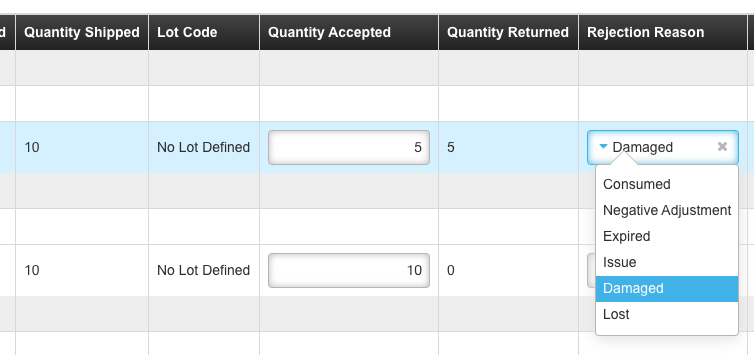 d Quantity Shipped Lot Code Quantity Accepted Quantity Returned Rejection Reason
10 No Lot Defined 5 5 Damaged
Consumed
Negative Adjustment
Expired
Issue
10 No Lot Defined 10 0
Damaged
Lost